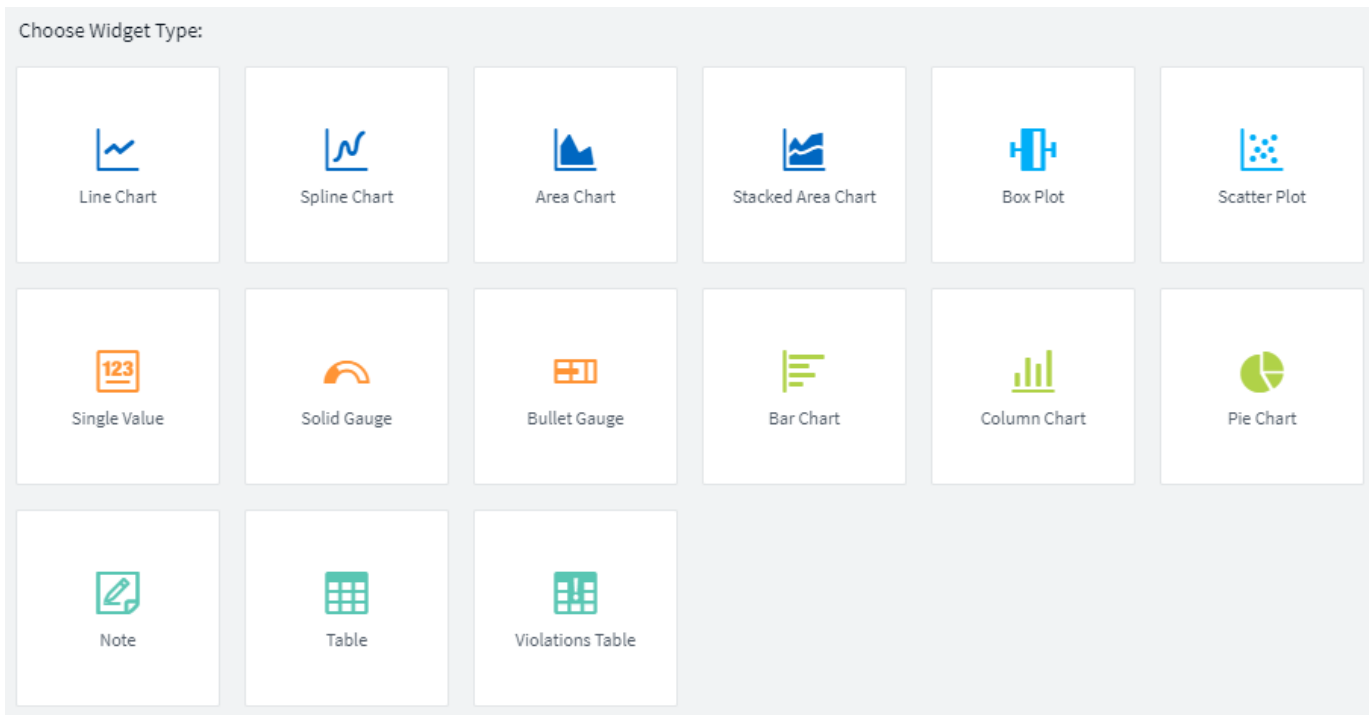 Choose Widget Type:
Line Chart
Spline Chart
Area Chart
Stacked Area Chart
Box Plot
Scatter Plot
123
Single Value
Solid Gauge
Bullet Gauge
Bar Chart
Column Chart
Pie Chart
Note
Table
!
Violations Table